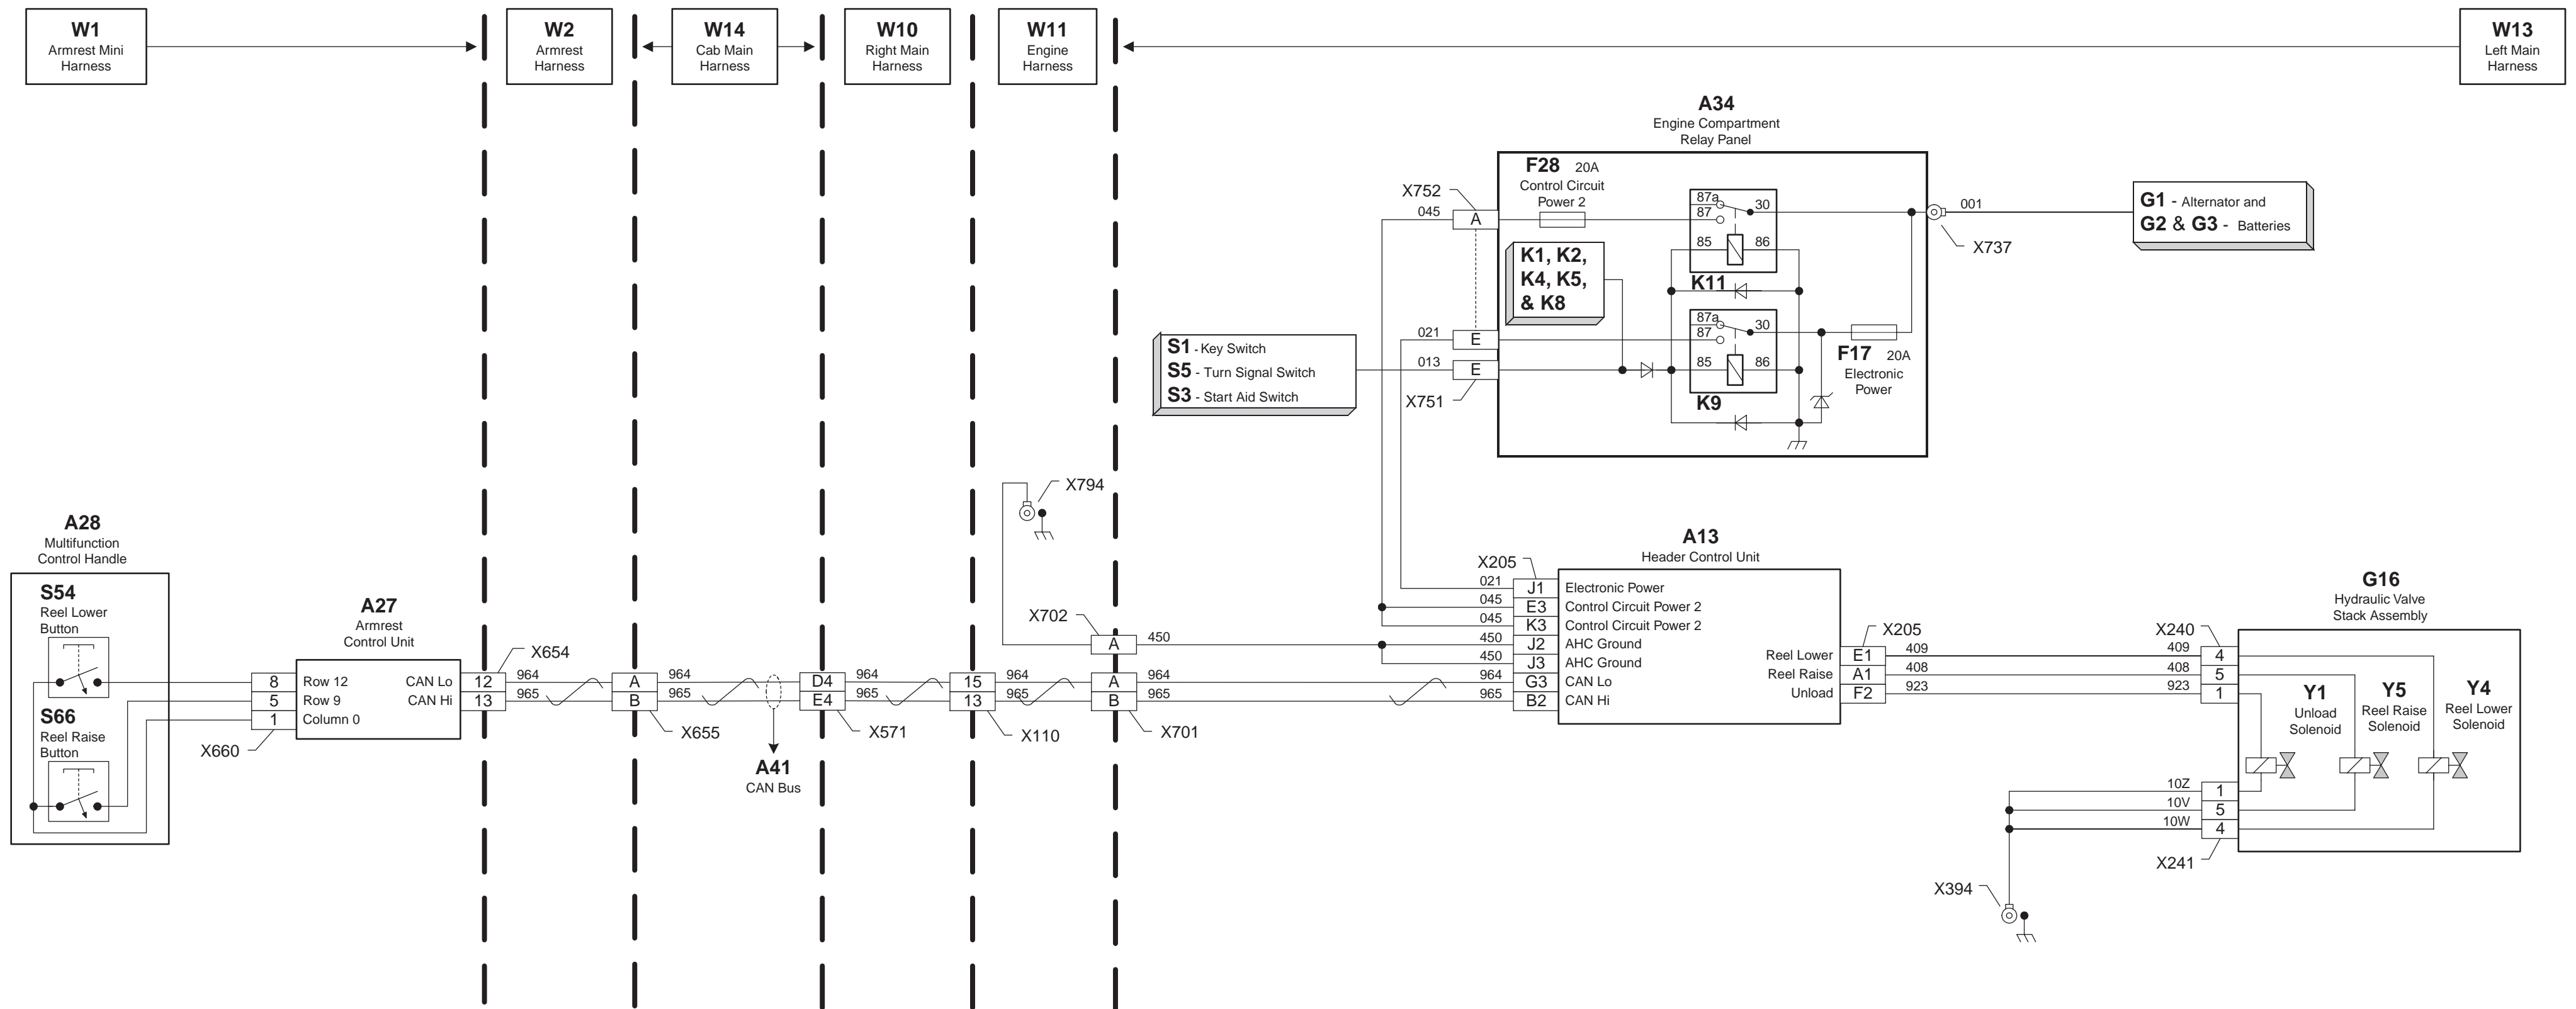 W1
Armrest Mini
Harness
W2
Armrest
Harness
W14
Cab Main
Harness
W10
Right Main
Harness
W11
Engine
Harness
W13
Left Main
Harness
A34
Engine Compartment
Relay Panel
F28 20A
Control Circuit
Power 2
X752
045
A
87a
87
30
85
86
K11
001
X737
G1 - Alternator and
G2 & G3 - Batteries
K1, K2,
K4, K5,
& K8
S1 - Key Switch
S5 - Turn Signal Switch
S3 - Start Aid Switch
021
E
013
E
X751
87a
87
30
85
86
K9
F17 20A
Electronic
Power
X794
A28
Multifunction
Control Handle
S54
Reel Lower
Button
S66
Reel Raise
Button
A27
Armrest
Control Unit
8
Row 12
5
Row 9
1
Column 0
X660
CAN Lo
12
CAN Hi
13
X654
964
965
A
B
X655
964
965
A41
CAN Bus
D4
E4
X571
964
965
15
13
X110
964
965
X702
A
450
A
B
X701
964
965
A13
Header Control Unit
X205
021
J1
Electronic Power
045
E3
Control Circuit Power 2
045
K3
Control Circuit Power 2
450
J2
AHC Ground
450
J3
AHC Ground
964
G3
CAN Lo
965
B2
CAN Hi
Reel Lower
E1
Reel Raise
A1
Unload
F2
X205
409
408
923
G16
Hydraulic Valve
Stack Assembly
X240
409
4
408
5
923
1
Y1
Unload
Solenoid
Y5
Reel Raise
Solenoid
Y4
Reel Lower
Solenoid
10Z
1
10V
5
10W
4
X241
X394